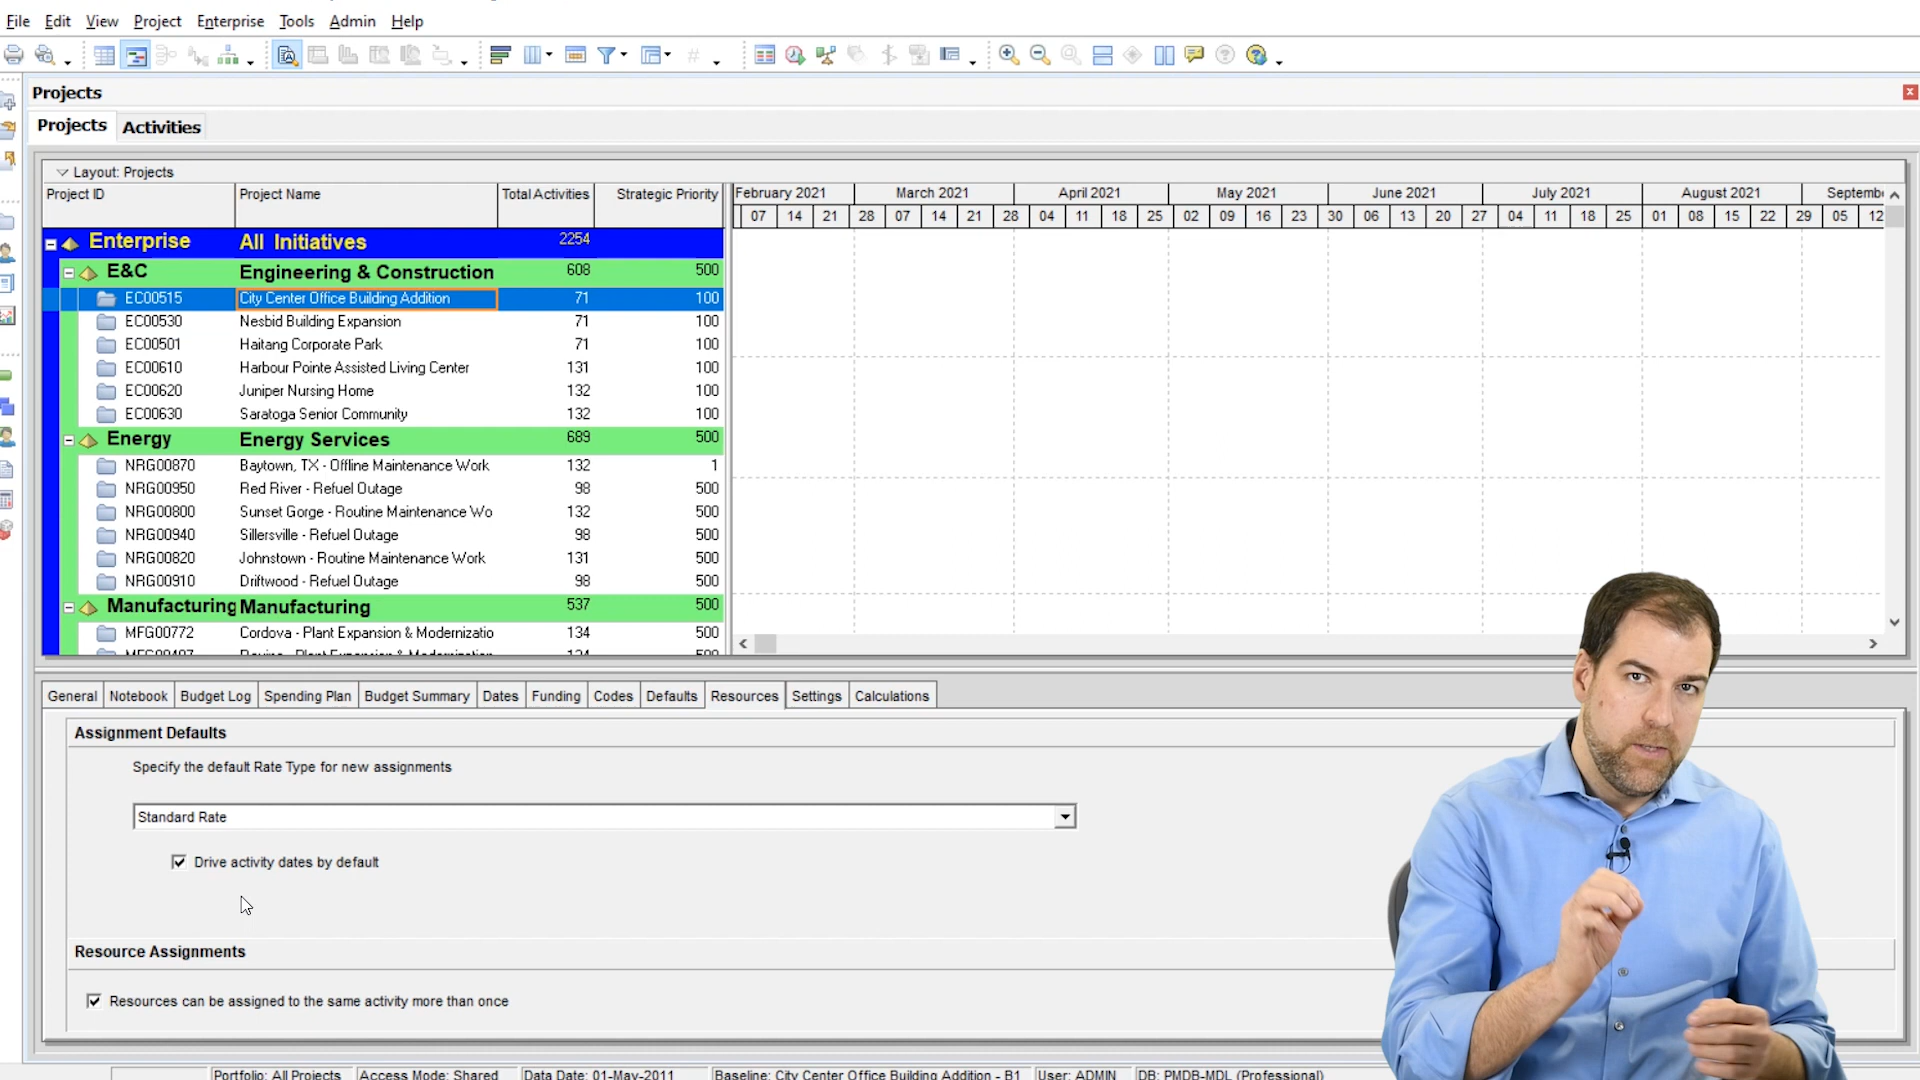 File Edit View Project Enterprise Tools Admin Help
Projects
Projects Activities
Layout: Projects
Project ID Project Name Total Activities Strategic Priority February 2021 March 2021 April 2021 May 2021 June 2021 July 2021 August 2021
07 14 21 28 07 14 21 28 04 11 18 25 02 09 16 23 30 06 13 20 27 04 11 18 25 01 08 15 22 29 05 12
Enterprise All Initiatives 2254
E&C Engineering & Construction 608 500
EC00515 City Center Office Building Addition 71 100
EC00530 Nesbid Building Expansion 71 100
EC00501 Haitang Corporate Park 71 100
EC00610 Harbour Pointe Assisted Living Center 131 100
EC00620 Juniper Nursing Home 132 100
EC00630 Saratoga Senior Community 132 100
Energy Energy Services 689 500
NRG00870 Baytown, TX - Offline Maintenance Work 132 1
NRG00950 Red River - Refuel Outage 98 500
NRG00800 Sunset Gorge - Routine Maintenance Wo 132 500
NRG00940 Sillersville - Refuel Outage 98 500
NRG00820 Johnstown - Routine Maintenance Work 131 500
NRG00910 Driftwood - Refuel Outage 98 500
Manufacturing Manufacturing 537 500
MFG00772 Cordova - Plant Expansion & Modernizatio 134 500
General Notebook Budget Log Spending Plan Budget Summary Dates Funding Codes Defaults Resources Settings Calculations
Assignment Defaults
Specify the default Rate Type for new assignments
Standard Rate
Drive activity dates by default
Resource Assignments
Resources can be assigned to the same activity more than once
Portfolio: All Projects Access Mode: Shared Data Date: 01-May-2011 Baseline: City Center Office Building Addition - B1 User: ADMIN DB: PMDB-MDL (Professional)